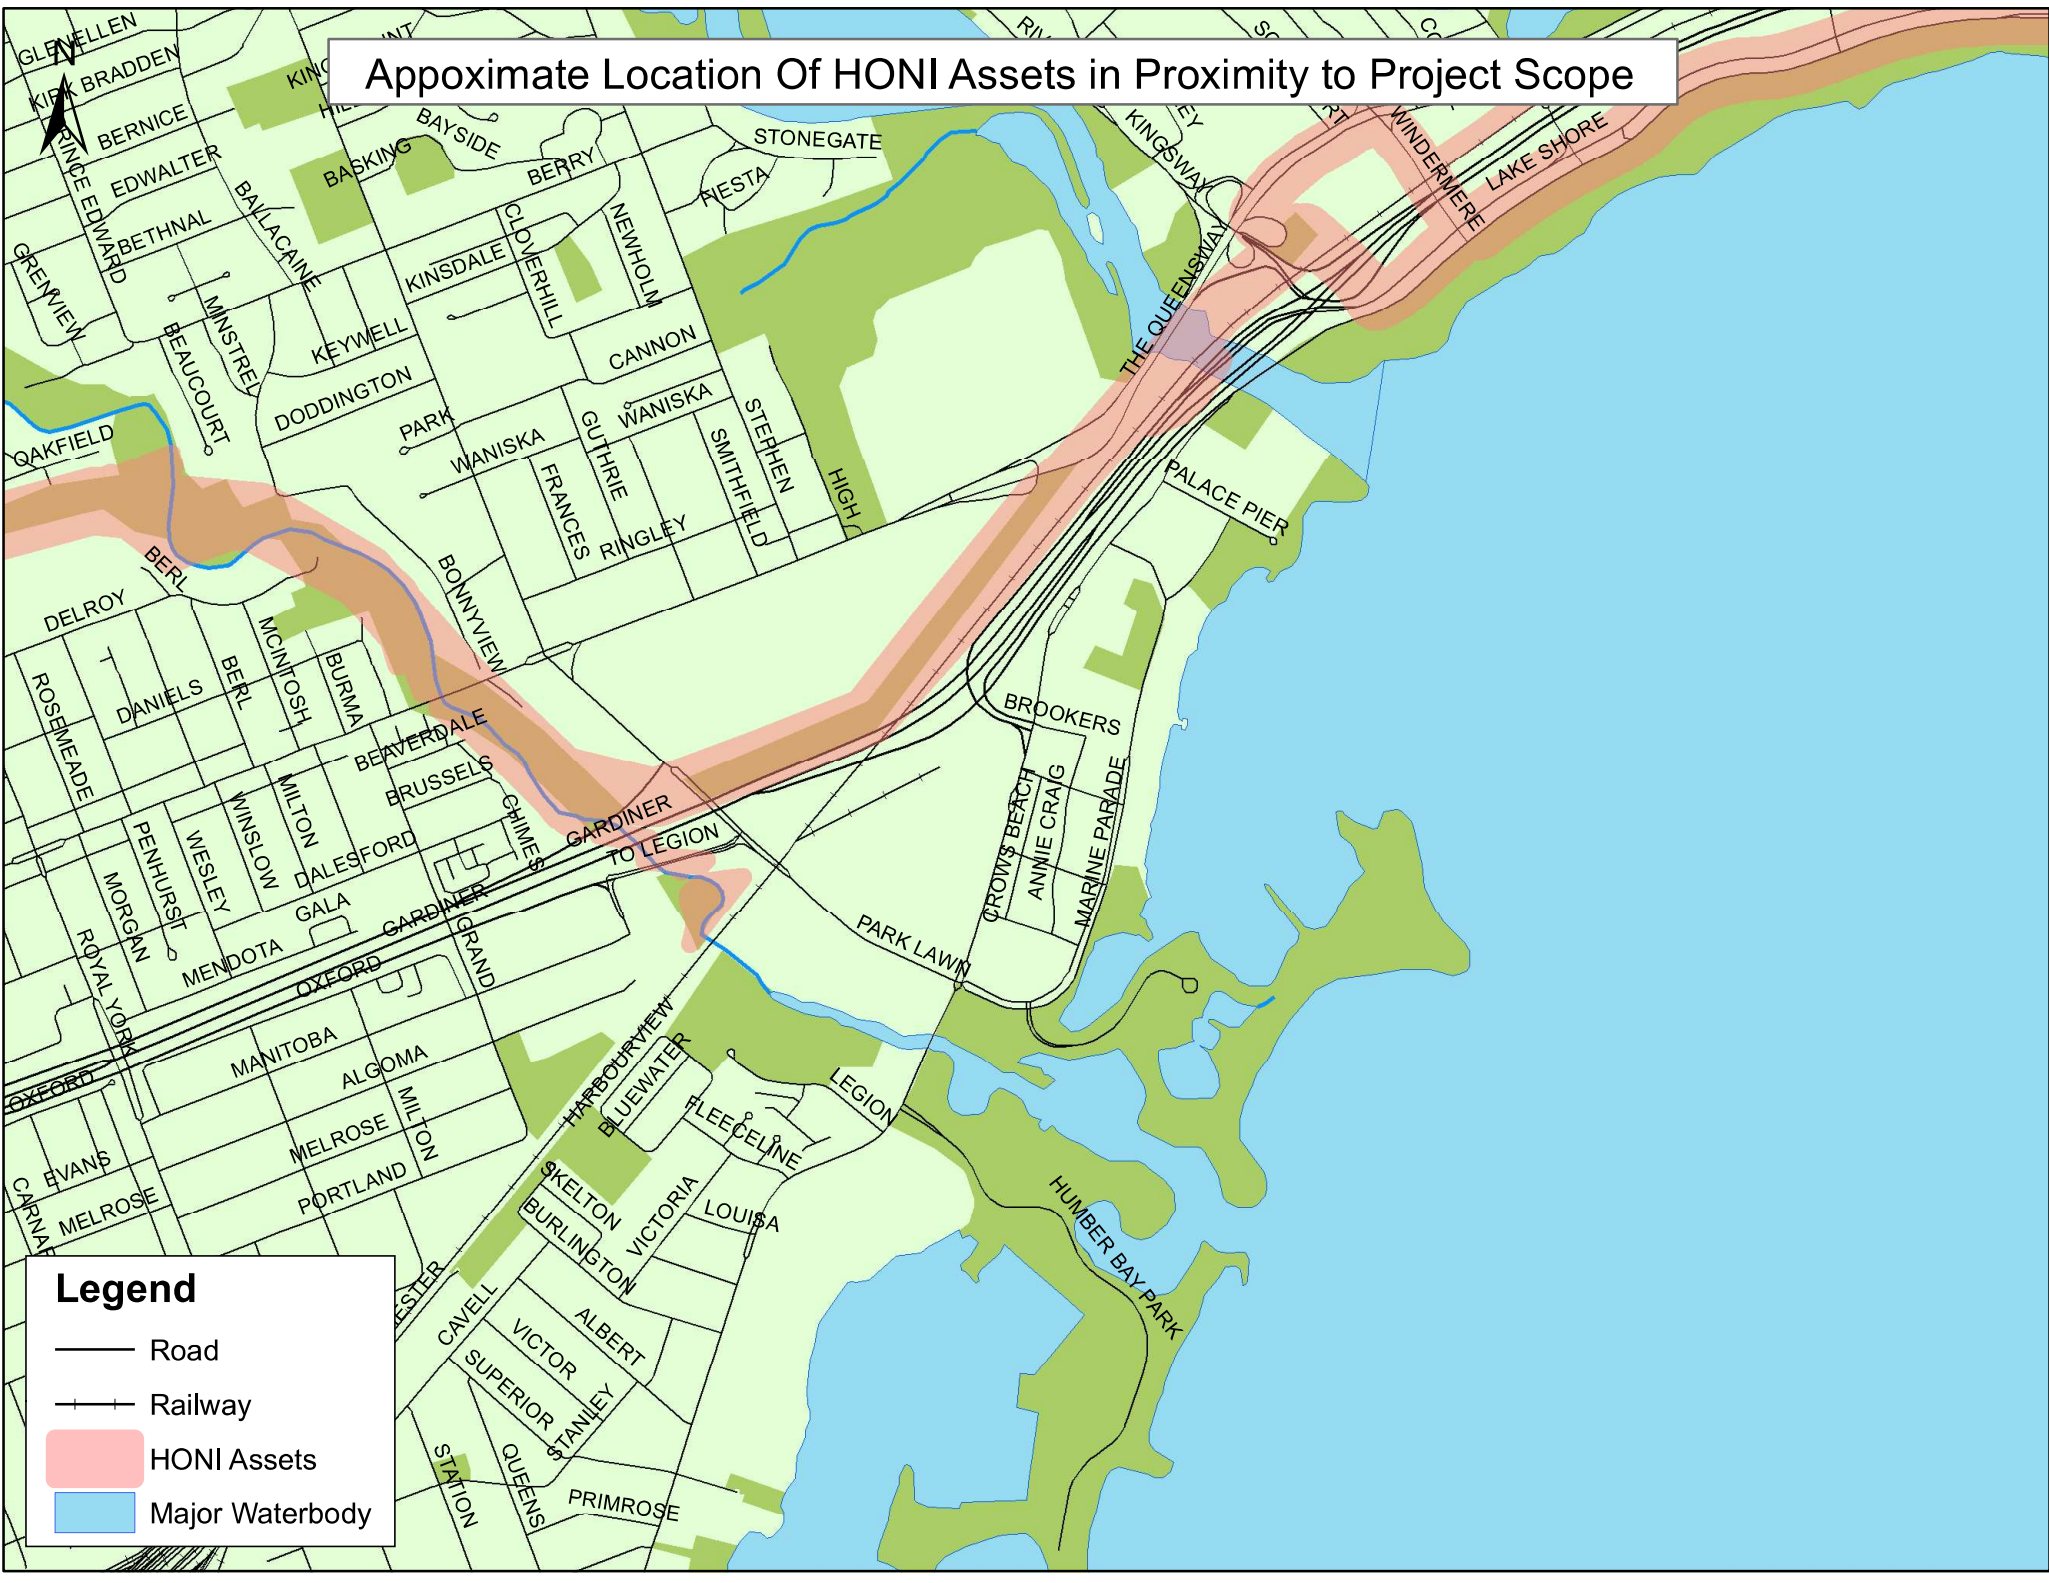 Appoximate Location Of HONI Assets in Proximity to Project Scope
N
GLENELLEN
KIRK BRADDEN
BERNICE
EDWALTER
BETHNAL
PRINCE EDWARD
GRENVIEW
BALLACAINE
MINSTREL
BEAUCOURT
BASKING
BAYSIDE
BERRY
STONEGATE
FIESTA
KINSDALE
CLOVERHILL
NEWHOLM
KEYWELL
DODDINGTON
CANNON
PARK
WANISKA
WANISKA
GUTHRIE
FRANCES
SMITHFIELD
STEPHEN
HIGH
RINGLEY
KINGSWAY
THE QUEENSWAY
WINDERMERE
LAKE SHORE
PALACE PIER
OAKFIELD
BERL
DELROY
BONNYVIEW
MCINTOSH
BERL
BURMA
DANIELS
ROSEMEADE
BEAVERDALE
BRUSSELS
CHIMES
MILTON
WINSLOW
WESLEY
PENHURST
MORGAN
DALESFORD
GALA
MENDOTA
GARDINER
GARDINER
TO LEGION
OXFORD
GRAND
ROYAL YORK
BROOKERS
CROWS BEACH
ANNIE CRAIG
MARINE PARADE
PARK LAWN
MANITOBA
ALGOMA
MILTON
MELROSE
PORTLAND
OXFORD
EVANS
MELROSE
HARBOURVIEW
BLUEWATER
FLEECELINE
LEGION
SKELTON
BURLINGTON
VICTORIA
LOUISA
HUMBER BAY PARK
CAVELL
ALBERT
VICTOR
SUPERIOR
STANLEY
STATION
QUEENS
PRIMROSE
Legend
Road
Railway
HONI Assets
Major Waterbody